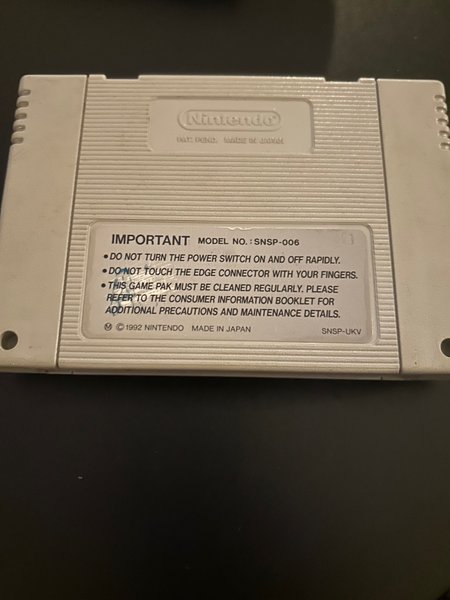 Nintendo
PAT. PEND. MADE IN JAPAN
IMPORTANT MODEL NO. : SNSP-006
• DO NOT TURN THE POWER SWITCH ON AND OFF RAPIDLY.
• DO NOT TOUCH THE EDGE CONNECTOR WITH YOUR FINGERS.
• THIS GAME PAK MUST BE CLEANED REGULARLY. PLEASE
REFER TO THE CONSUMER INFORMATION BOOKLET FOR
ADDITIONAL PRECAUTIONS AND MAINTENANCE DETAILS.
Ⓜ © 1992 NINTENDO MADE IN JAPAN SNSP-UKV